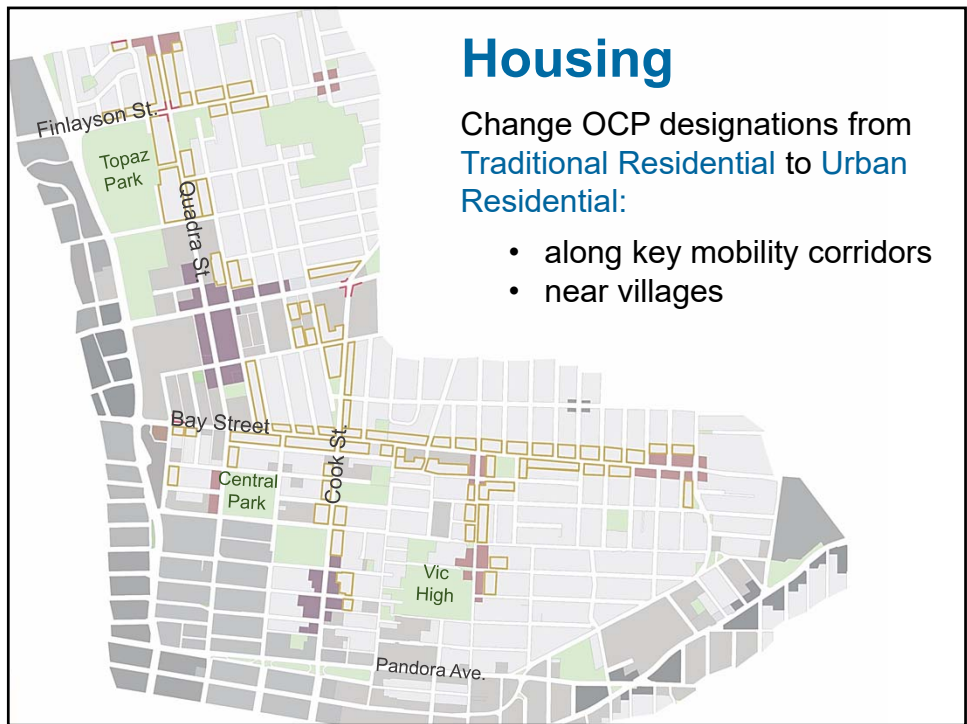 Housing
Change OCP designations from
Traditional Residential to Urban
Residential:
• along key mobility corridors
• near villages
Finlayson St.
Topaz
Park
Quadra St.
Bay Street
Cook St.
Central
Park
Vic
High
Pandora Ave.